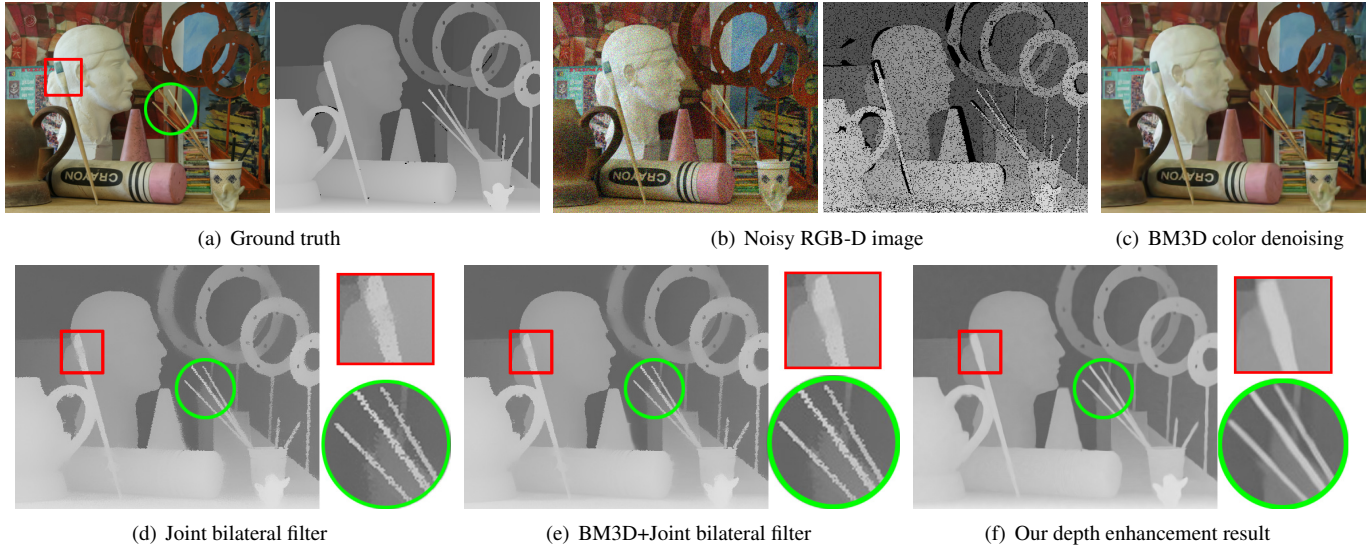 CRAYON
CRAYON
CRAYON
(a) Ground truth
(b) Noisy RGB-D image
(c) BM3D color denoising
(d) Joint bilateral filter
(e) BM3D+Joint bilateral filter
(f) Our depth enhancement result